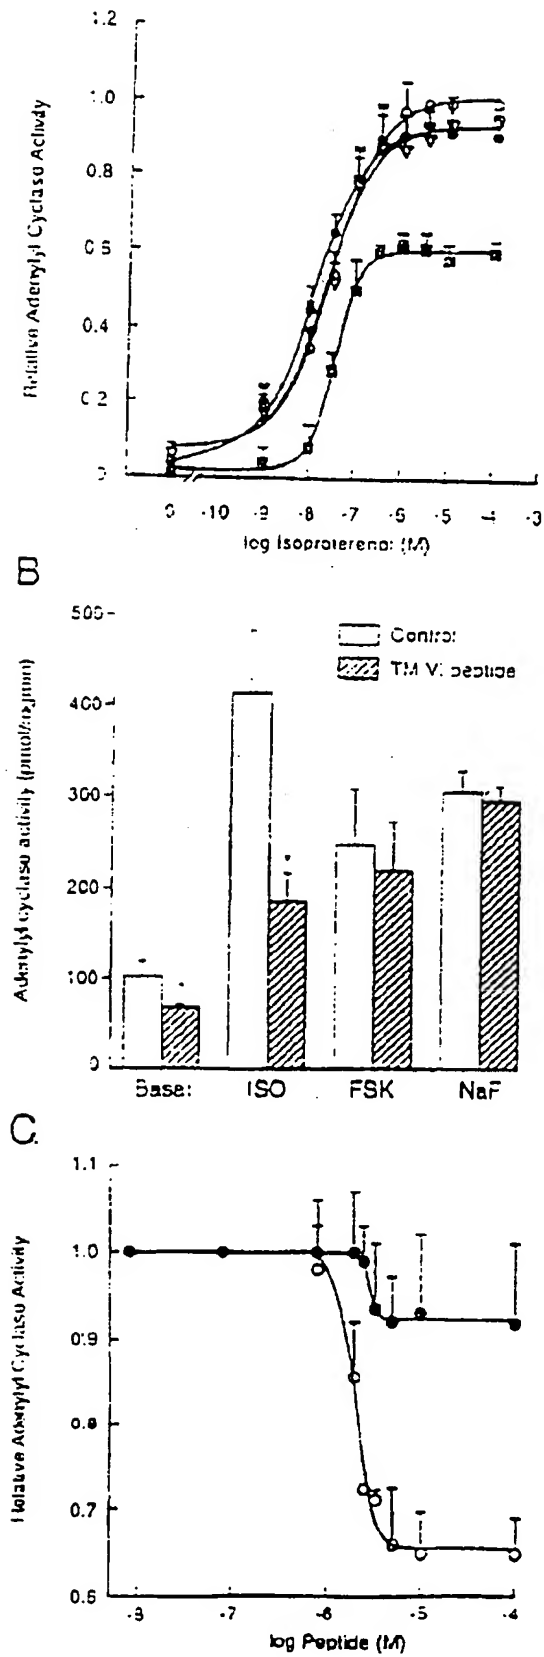 1.2
1.0
0.8
0.6
0.4
0.2
0
Relative Adenylyl Cyclase Activity
0 -10 -9 -8 -7 -6 -5 -4 -3
log Isoproterenol (M)
B
500
400
300
200
100
0
Adenylyl cyclase activity
Control
TM VI peptide
Basal ISO FSK NaF
C
1.1
1.0
0.9
0.8
0.7
0.6
Relative Adenylyl Cyclase Activity
-8 -7 -6 -5 -4
log Peptide (M)